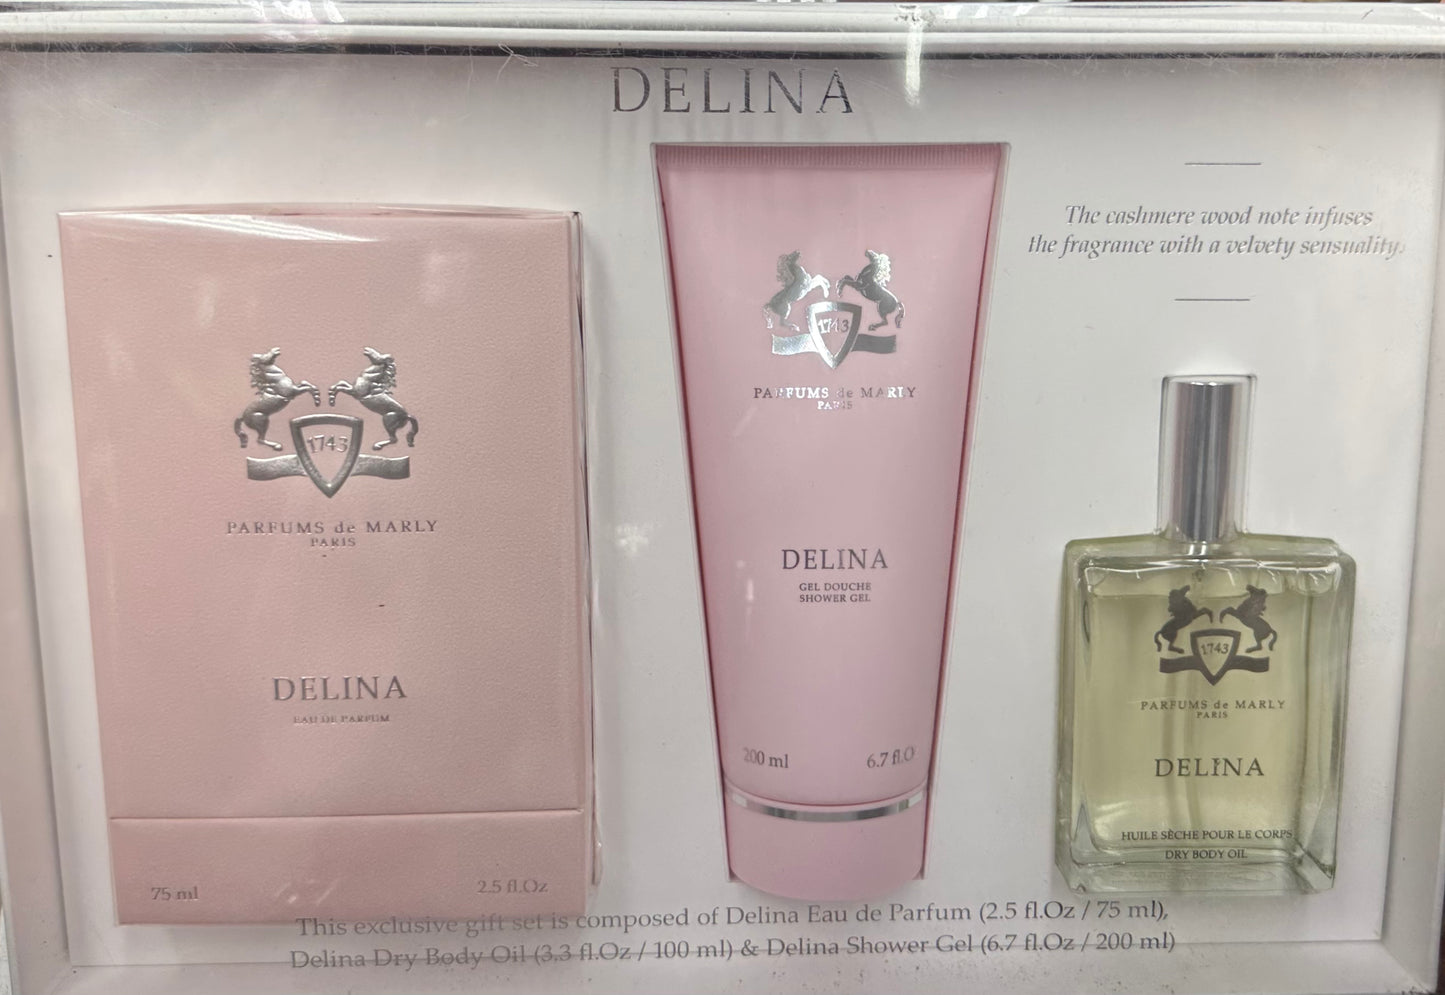 DELINA
The cashmere wood note infuses
the fragrance with a velvety sensuality.
1743
PARFUMS de MARLY
PARIS
DELINA
EAU DE PARFUM
75 ml
2.5 fl.Oz
1743
PARFUMS de MARLY
PARIS
DELINA
GEL DOUCHE
SHOWER GEL
200 ml
6.7 fl.O
1743
PARFUMS de MARLY
PARIS
DELINA
HUILE SÈCHE POUR LE CORPS
DRY BODY OIL
This exclusive gift set is composed of Delina Eau de Parfum (2.5 fl.Oz / 75 ml),
Delina Dry Body Oil (3.3 fl.Oz / 100 ml) & Delina Shower Gel (6.7 fl.Oz / 200 ml)